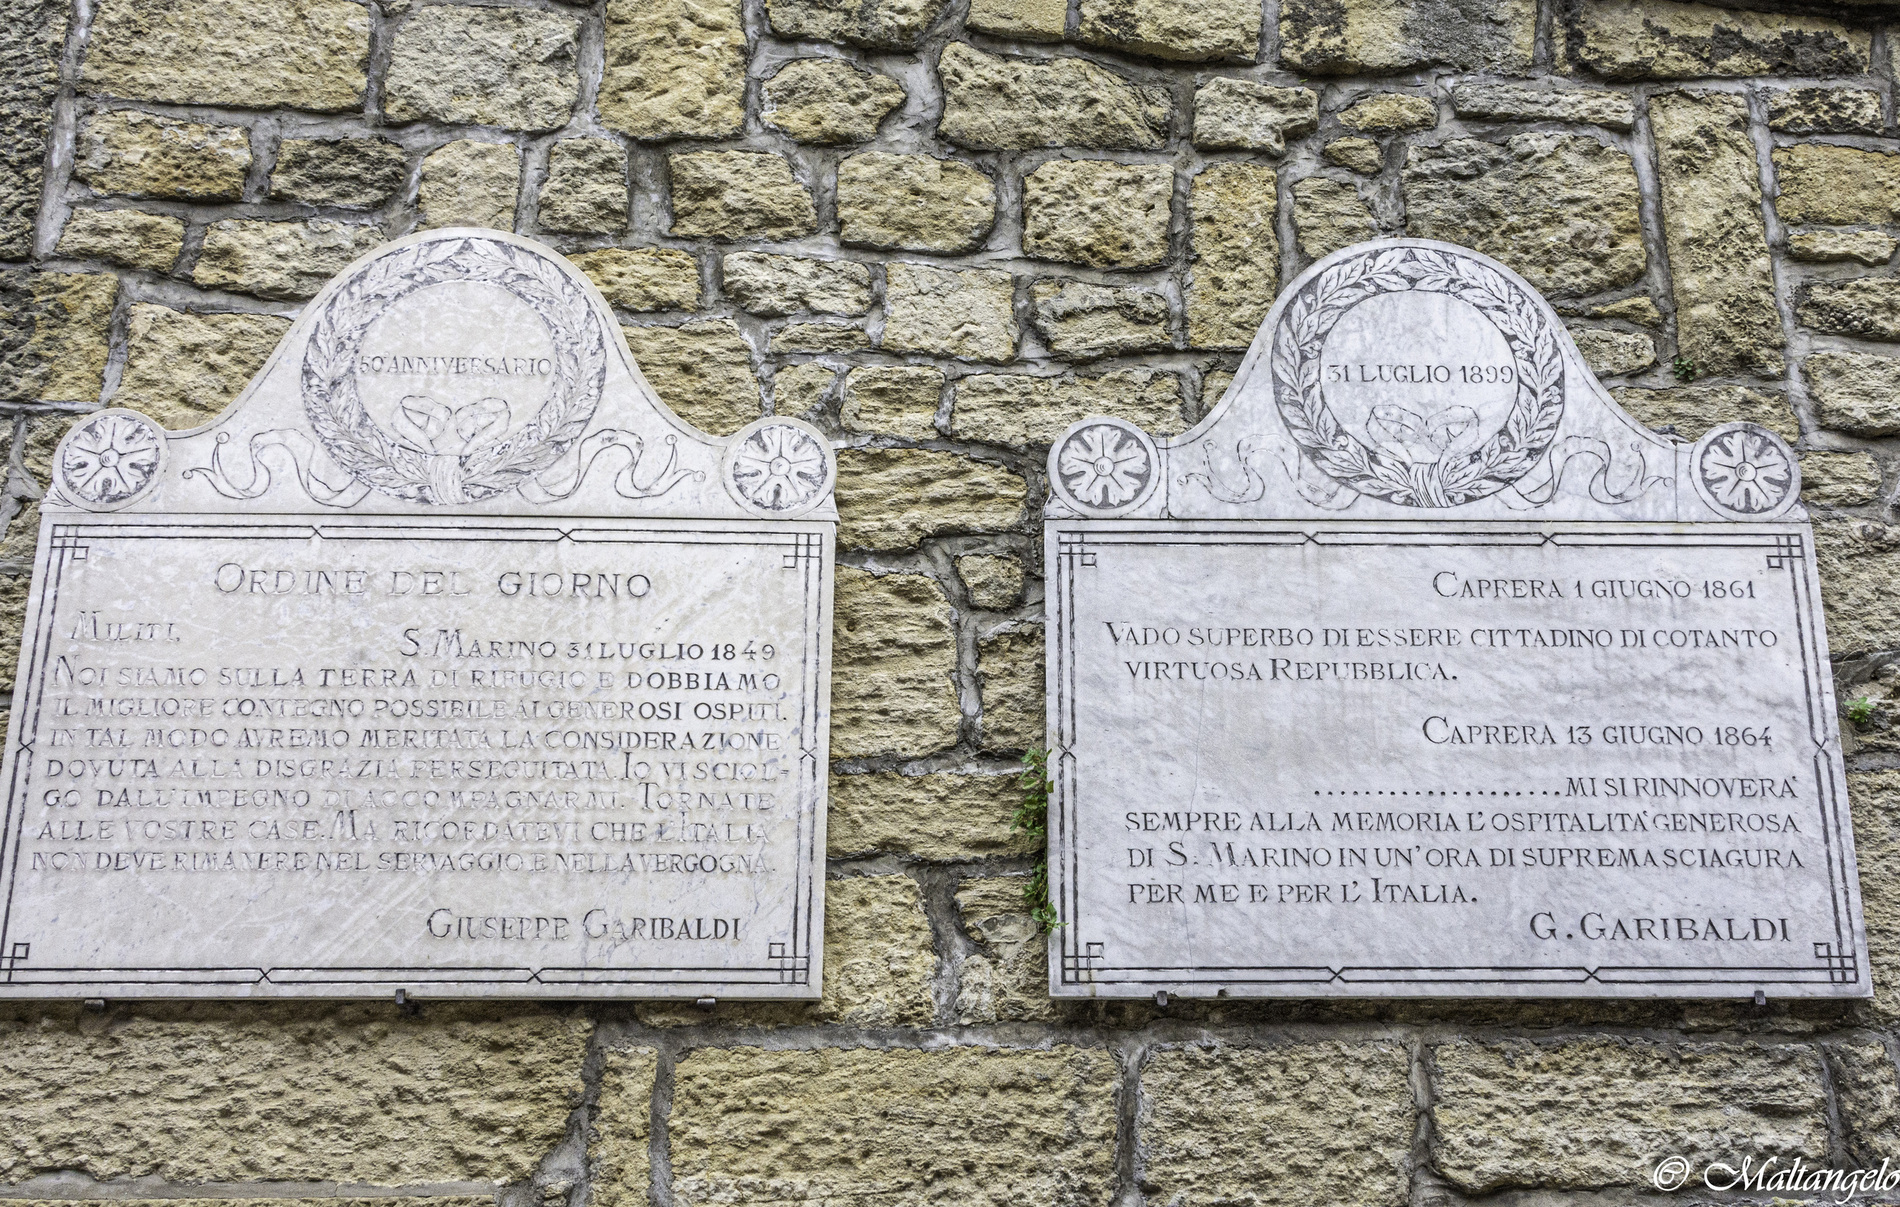 50° ANNIVERSARIO
ORDINE DEL GIORNO
MILITI,
S. MARINO 31 LUGLIO 1849
NOI SIAMO SULLA TERRA DI RIFUGIO E DOBBIAMO
IL MIGLIORE CONTEGNO POSSIBILE AI GENEROSI OSPITI.
IN TAL MODO AVREMO MERITATA LA CONSIDERAZIONE
DOVUTA ALLA DISGRAZIA PERSEGUITATA. IO VI SCIOL-
GO DALL'IMPEGNO DI ACCOMPAGNARMI. TORNATE
ALLE VOSTRE CASE. MA RICORDATEVI CHE L'ITALIA
NON DEVE RIMANERE NEL SERVAGGIO E NELLA VERGOGNA.
GIUSEPPE GARIBALDI
31 LUGLIO 1899
CAPRERA 1 GIUGNO 1861
VADO SUPERBO DI ESSERE CITTADINO DI COTANTO
VIRTUOSA REPUBBLICA.
CAPRERA 13 GIUGNO 1864
....................MI SI RINNOVERA'
SEMPRE ALLA MEMORIA L'OSPITALITA' GENEROSA
DI S. MARINO IN UN'ORA DI SUPREMA SCIAGURA
PER ME E PER L'ITALIA.
G. GARIBALDI
© Maltangelo